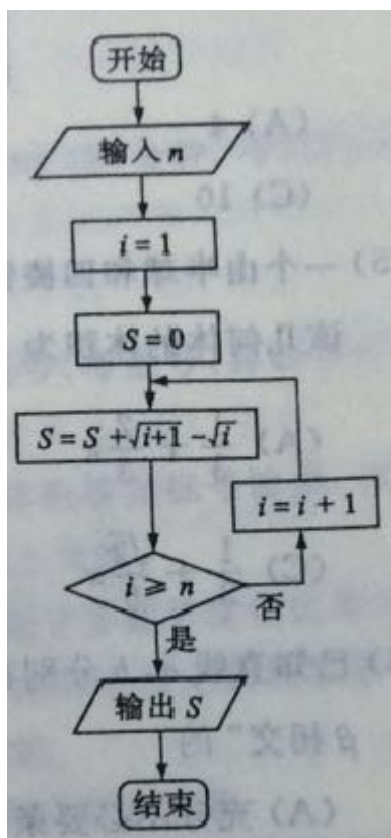 开始
输入 n
i = 1
S = 0
S = S + √i+1 - √i
i = i + 1
i ≥ n
否
是
输出 S
结束